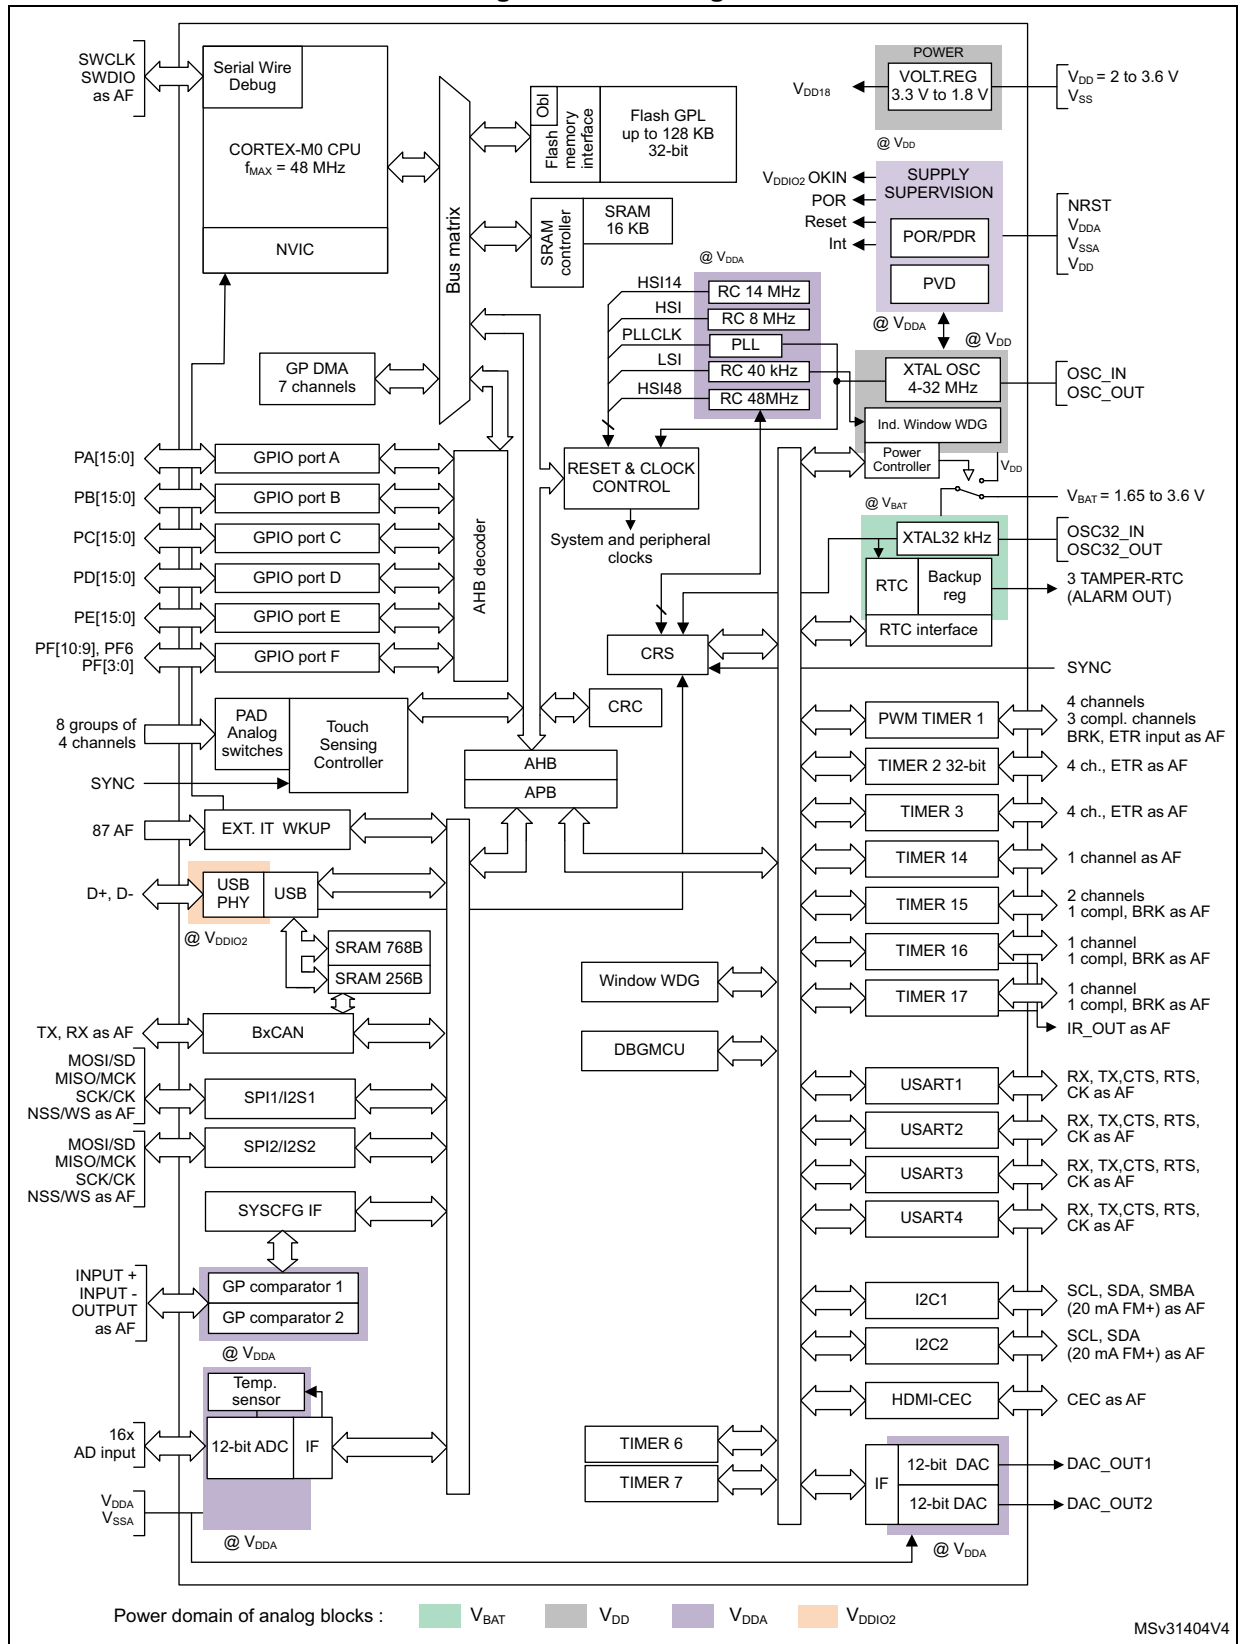 SWCLK
SWDIO
as AF
Serial Wire
Debug
CORTEX-M0 CPU
fMAX = 48 MHz
NVIC
Bus matrix
Obl
Flash
memory
interface
Flash GPL
up to 128 KB
32-bit
SRAM
controller
SRAM
16 KB
POWER
VOLT.REG
3.3 V to 1.8 V
VDD18
VDD = 2 to 3.6 V
VSS
@ VDD
SUPPLY
SUPERVISION
VDDIO2 OKIN
POR
Reset
Int
POR/PDR
PVD
NRST
VDDA
VSSA
VDD
@ VDDA
@ VDD
@ VDDA
HSI14
HSI
PLLCLK
LSI
HSI48
RC 14 MHz
RC 8 MHz
PLL
RC 40 kHz
RC 48MHz
XTAL OSC
4-32 MHz
OSC_IN
OSC_OUT
Ind. Window WDG
Power
Controller
VDD
VBAT = 1.65 to 3.6 V
@ VBAT
GP DMA
7 channels
PA[15:0]
GPIO port A
PB[15:0]
GPIO port B
PC[15:0]
GPIO port C
PD[15:0]
GPIO port D
PE[15:0]
GPIO port E
PF[10:9], PF6
PF[3:0]
GPIO port F
AHB decoder
RESET & CLOCK
CONTROL
System and peripheral
clocks
XTAL32 kHz
OSC32_IN
OSC32_OUT
RTC
Backup
reg
RTC interface
3 TAMPER-RTC
(ALARM OUT)
CRS
SYNC
8 groups of
4 channels
PAD
Analog
switches
Touch
Sensing
Controller
SYNC
CRC
AHB
APB
87 AF
EXT. IT WKUP
D+, D-
USB
PHY
USB
@ VDDIO2
SRAM 768B
SRAM 256B
TX, RX as AF
BxCAN
MOSI/SD
MISO/MCK
SCK/CK
NSS/WS as AF
SPI1/I2S1
MOSI/SD
MISO/MCK
SCK/CK
NSS/WS as AF
SPI2/I2S2
SYSCFG IF
INPUT +
INPUT -
OUTPUT
as AF
GP comparator 1
GP comparator 2
@ VDDA
Temp.
sensor
16x
AD input
12-bit ADC
IF
VDDA
VSSA
@ VDDA
PWM TIMER 1
4 channels
3 compl. channels
BRK, ETR input as AF
TIMER 2 32-bit
4 ch., ETR as AF
TIMER 3
4 ch., ETR as AF
TIMER 14
1 channel as AF
TIMER 15
2 channels
1 compl, BRK as AF
TIMER 16
1 channel
1 compl, BRK as AF
TIMER 17
1 channel
1 compl, BRK as AF
IR_OUT as AF
Window WDG
DBGMCU
USART1
RX, TX,CTS, RTS,
CK as AF
USART2
RX, TX,CTS, RTS,
CK as AF
USART3
RX, TX,CTS, RTS,
CK as AF
USART4
RX, TX,CTS, RTS,
CK as AF
I2C1
SCL, SDA, SMBA
(20 mA FM+) as AF
I2C2
SCL, SDA
(20 mA FM+) as AF
HDMI-CEC
CEC as AF
TIMER 6
TIMER 7
IF
12-bit DAC
DAC_OUT1
12-bit DAC
DAC_OUT2
@ VDDA
Power domain of analog blocks :
VBAT
VDD
VDDA
VDDIO2
MSv31404V4